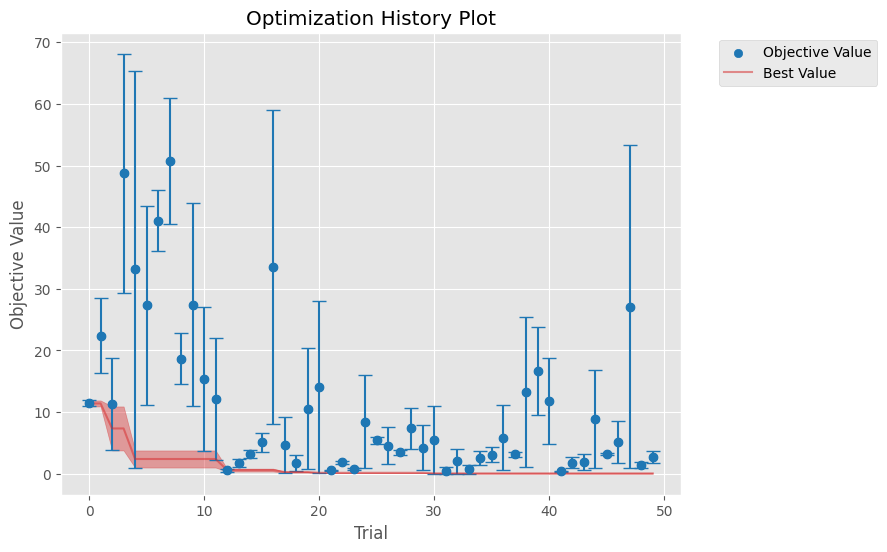 Optimization History Plot
Objective Value
Best Value
70
60
50
40
30
20
10
0
Objective Value
0 10 20 30 40 50
Trial